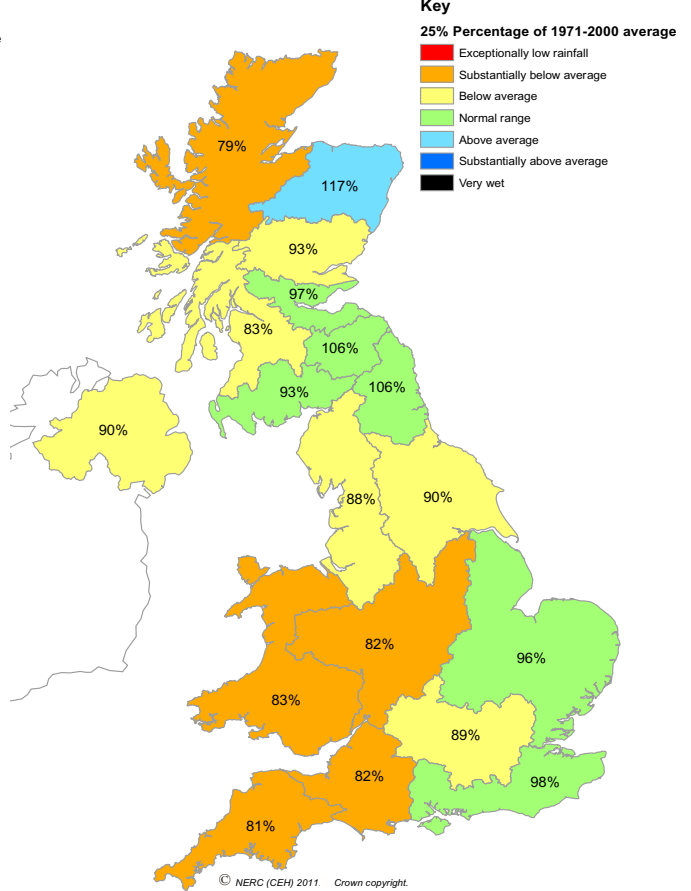 Key
25% Percentage of 1971-2000 average
Exceptionally low rainfall
Substantially below average
Below average
Normal range
Above average
Substantially above average
Very wet
79%
117%
93%
97%
83%
106%
106%
93%
90%
88%
90%
82%
96%
83%
89%
82%
98%
81%
© NERC (CEH) 2011. Crown copyright.